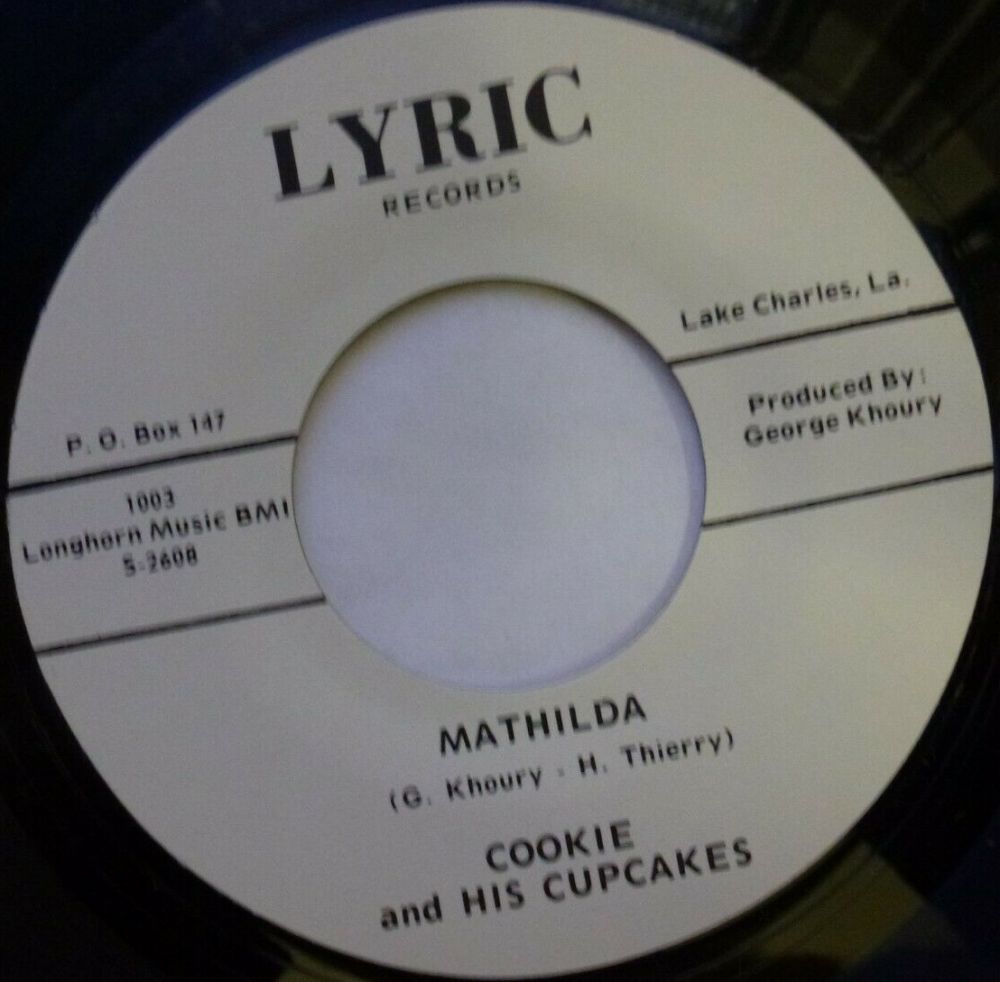 LYRIC
RECORDS
Lake Charles, La.
Produced By:
George Khoury
P. O. Box 147
1003
Longhorn Music BMI
S-2608
MATHILDA
(G. Khoury - H. Thierry)
COOKIE
and HIS CUPCAKES